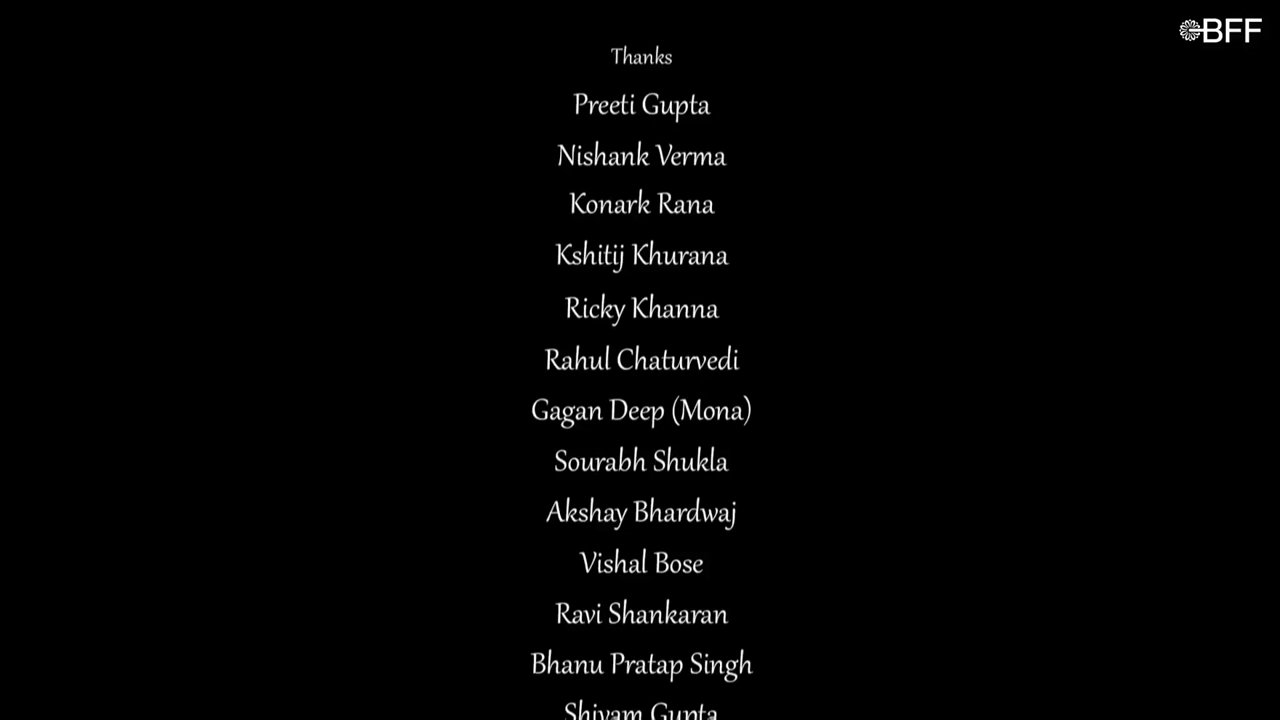 BFF
Thanks
Preeti Gupta
Nishank Verma
Konark Rana
Kshitij Khurana
Ricky Khanna
Rahul Chaturvedi
Gagan Deep (Mona)
Sourabh Shukla
Akshay Bhardwaj
Vishal Bose
Ravi Shankaran
Bhanu Pratap Singh
Shivam Gupta